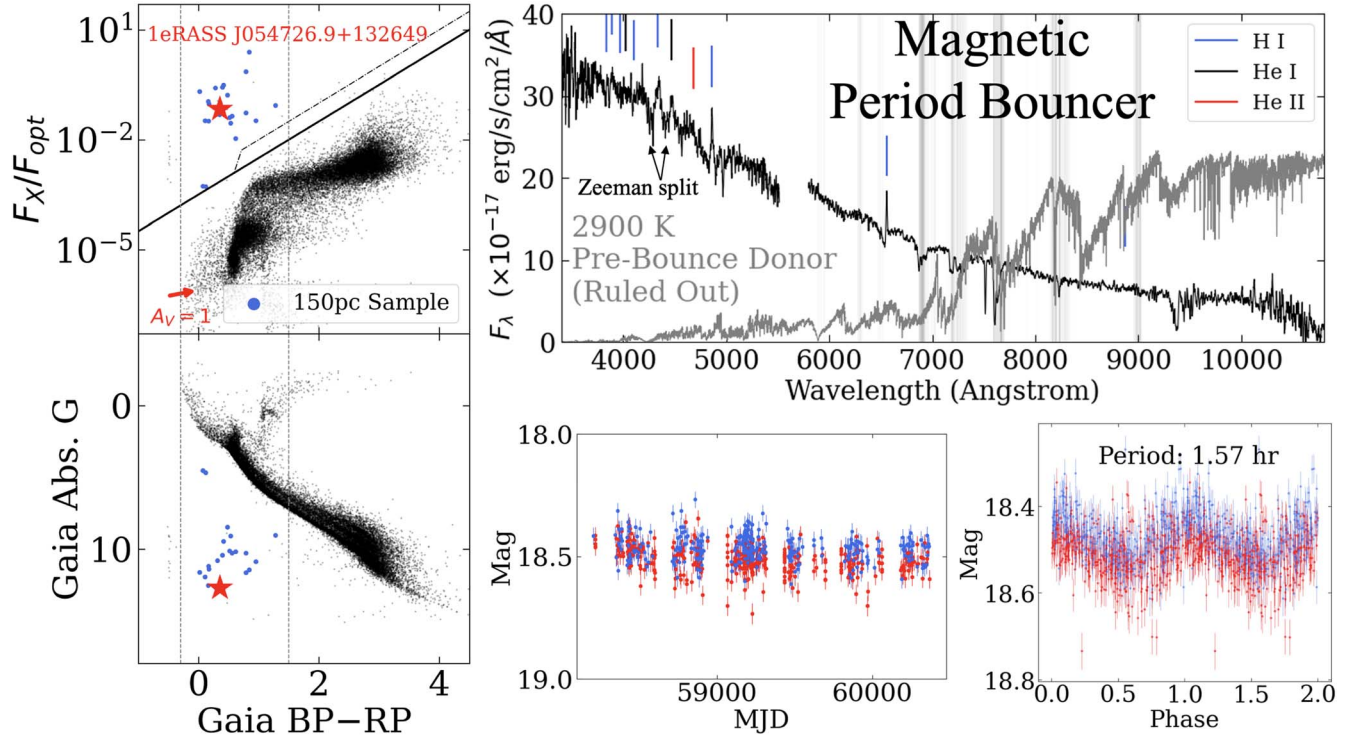 10¹
10⁻²
10⁻⁵
F_X/F_opt
1eRASS J054726.9+132649
A_V = 1
150pc Sample
0
10
Gaia Abs. G
0
2
4
Gaia BP−RP
40
30
20
10
0
F_λ (×10⁻¹⁷ erg/s/cm²/Å)
Magnetic
Period Bouncer
H I
He I
He II
Zeeman split
2900 K
Pre-Bounce Donor
(Ruled Out)
4000
5000
6000
7000
8000
9000
10000
Wavelength (Angstrom)
18.0
18.5
19.0
Mag
59000
60000
MJD
Period: 1.57 hr
18.4
18.6
18.8
Mag
0.0
0.5
1.0
1.5
2.0
Phase